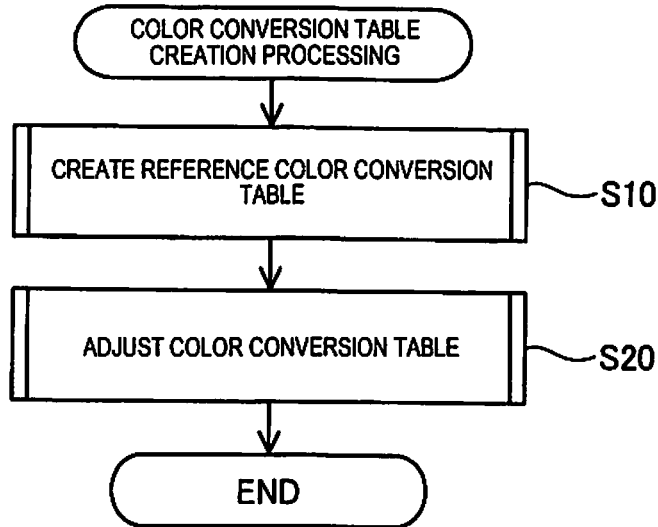 COLOR CONVERSION TABLE
CREATION PROCESSING
CREATE REFERENCE COLOR CONVERSION
TABLE
S10
ADJUST COLOR CONVERSION TABLE
S20
END